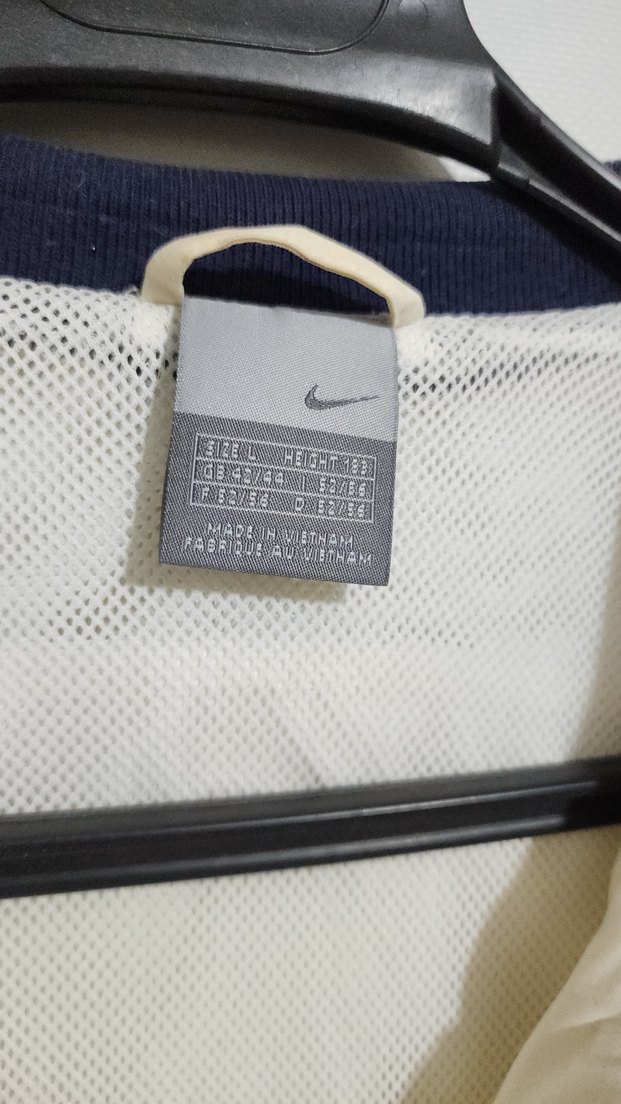 SIZE L HEIGHT 183
GB 42/44 I 52/56
F 52/56 D 52/56
MADE IN VIETNAM
FABRIQUE AU VIETNAM